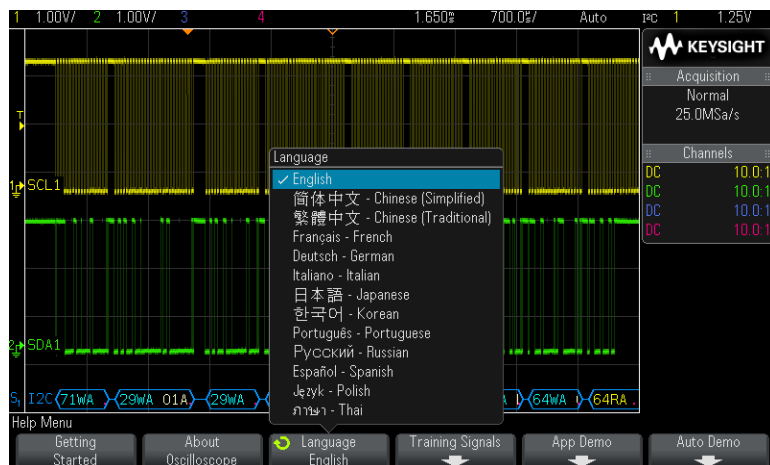 1 1.00V/ 2 1.00V/ 3 4 1.650 700.0 / Auto I²C 1 1.25V
KEYSIGHT
Acquisition
Normal
25.0MSa/s
Channels
DC 10.0:1
DC 10.0:1
DC 10.0:1
DC 10.0:1
T
SCL1
SDA1
Language
✓ English
简体中文 - Chinese (Simplified)
繁體中文 - Chinese (Traditional)
Français - French
Deutsch - German
Italiano - Italian
日本語 - Japanese
한국어 - Korean
Português - Portuguese
Русский - Russian
Español - Spanish
Język - Polish
ภาษา - Thai
S₁ I2C 71WA 29WA 01A 29WA 64WA 64RA
Help Menu
Getting Started
About Oscilloscope
Language English
Training Signals
App Demo
Auto Demo